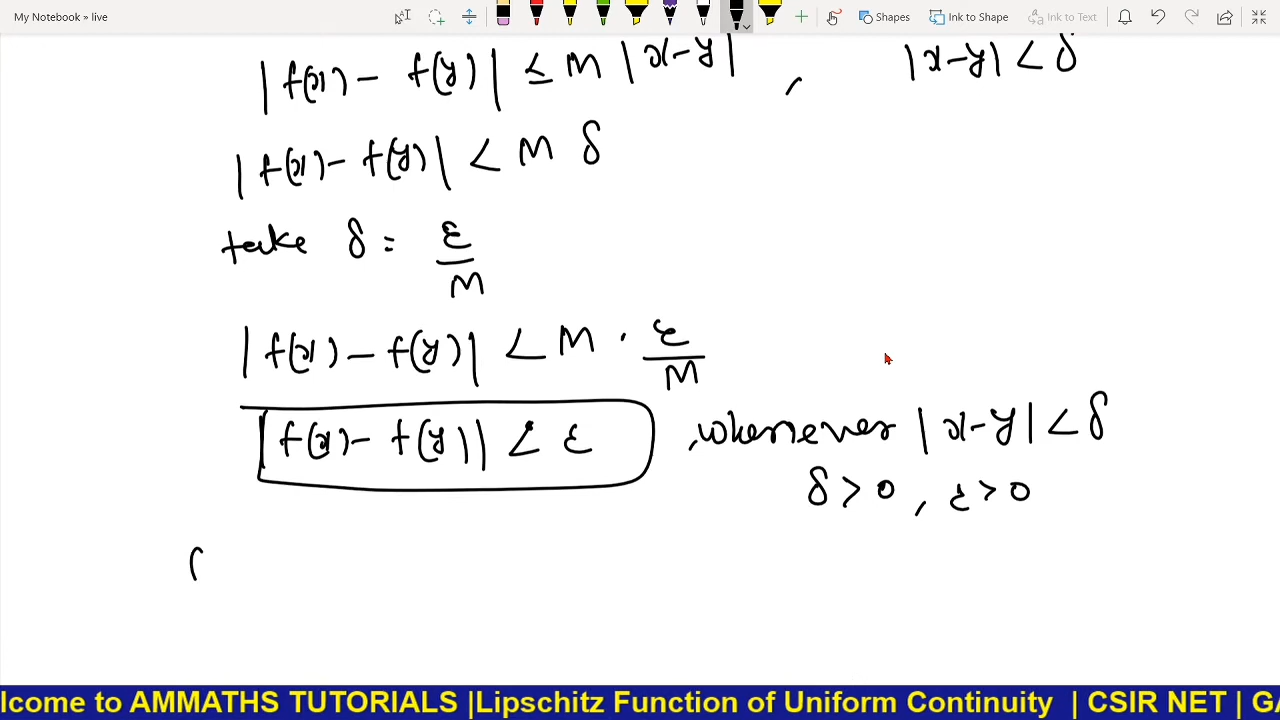 My Notebook » live
Shapes
Ink to Shape
Ink to Text
|f(x) - f(y)| ≤ M |x-y| , |x-y| < δ
|f(x) - f(y)| < M δ
take δ = ε/M
|f(x) - f(y)| < M · ε/M
|f(x) - f(y)| < ε , whenever |x-y| < δ
δ > 0 , ε > 0
(
lcome to AMMATHS TUTORIALS |Lipschitz Function of Uniform Continuity | CSIR NET | GA